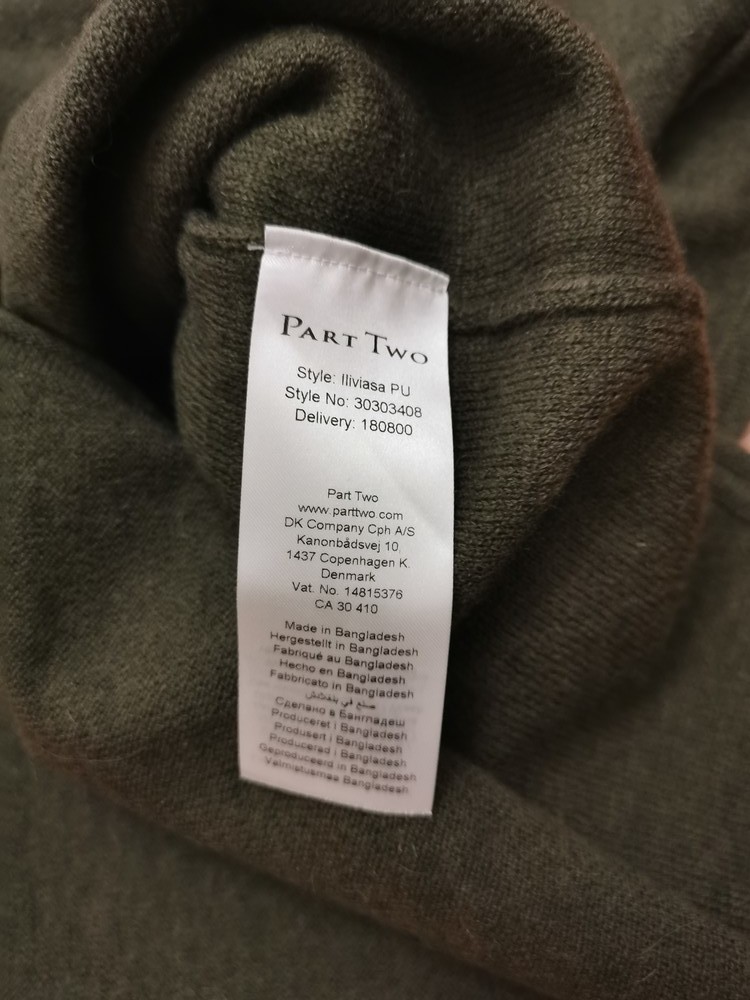 PART TWO
Style: Iliviasa PU
Style No: 30303408
Delivery: 180800
Part Two
www.parttwo.com
DK Company Cph A/S
Kanonbådsvej 10,
1437 Copenhagen K.
Denmark
Vat. No. 14815376
CA 30 410
Made in Bangladesh
Hergestellt in Bangladesh
Fabriqué au Bangladesh
Hecho en Bangladesh
Fabbricato in Bangladesh
صنع في
Сделано в Бангладеш
Produceret i Bangladesh
Produsert i Bangladesh
Producerad i Bangladesh
Geproduceerd in Bangladesh
Valmistusmaa Bangladesh